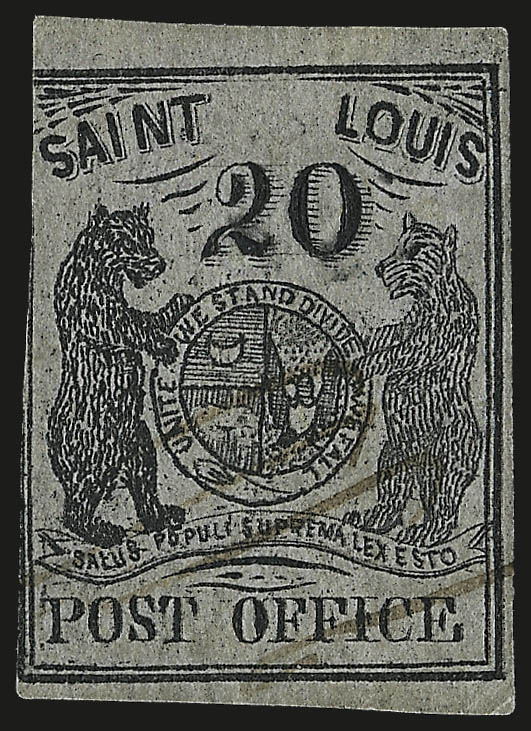 SAINT LOUIS
20
UNITED WE STAND DIVIDED WE FALL
SALUS POPULI SUPREMA LEX ESTO
POST OFFICE